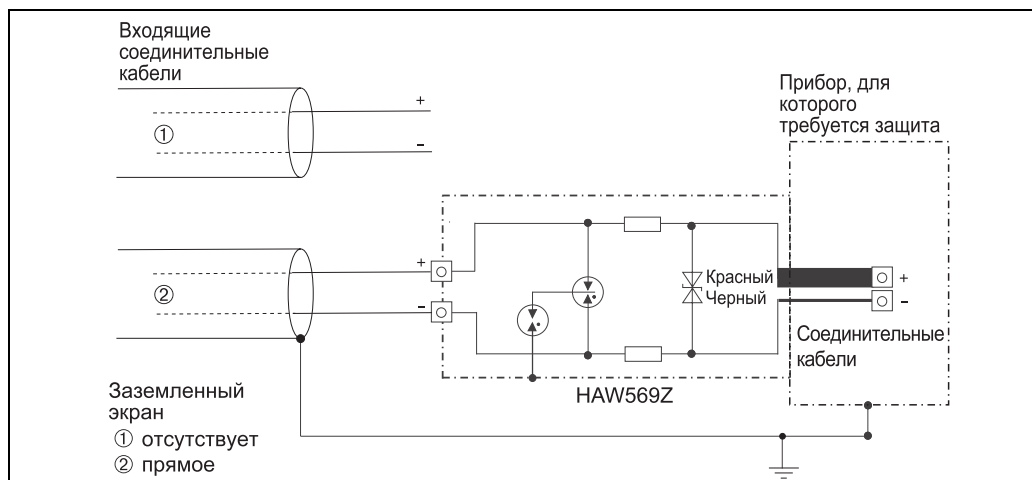 Входящие
соединительные
кабели
①
+
-
Прибор, для
которого
требуется защита
②
+
-
Красный
Черный
+
-
Соединительные
кабели
HAW569Z
Заземленный
экран
① отсутствует
② прямое